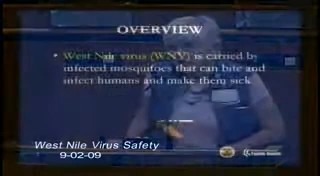 OVERVIEW
• West Nile virus (WNV) is carried by
infected mosquitoes that can bite and
infect humans and make them sick
West Nile Virus Safety
9-02-09